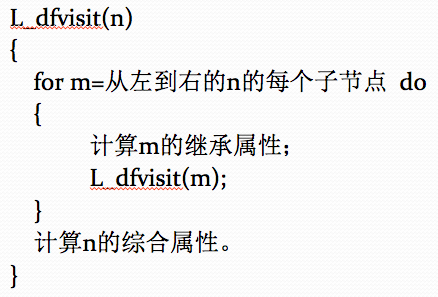 L_dfvisit(n)
{
for m=从左到右的n的每个子节点 do
{
计算m的继承属性；
L_dfvisit(m);
}
计算n的综合属性。
}